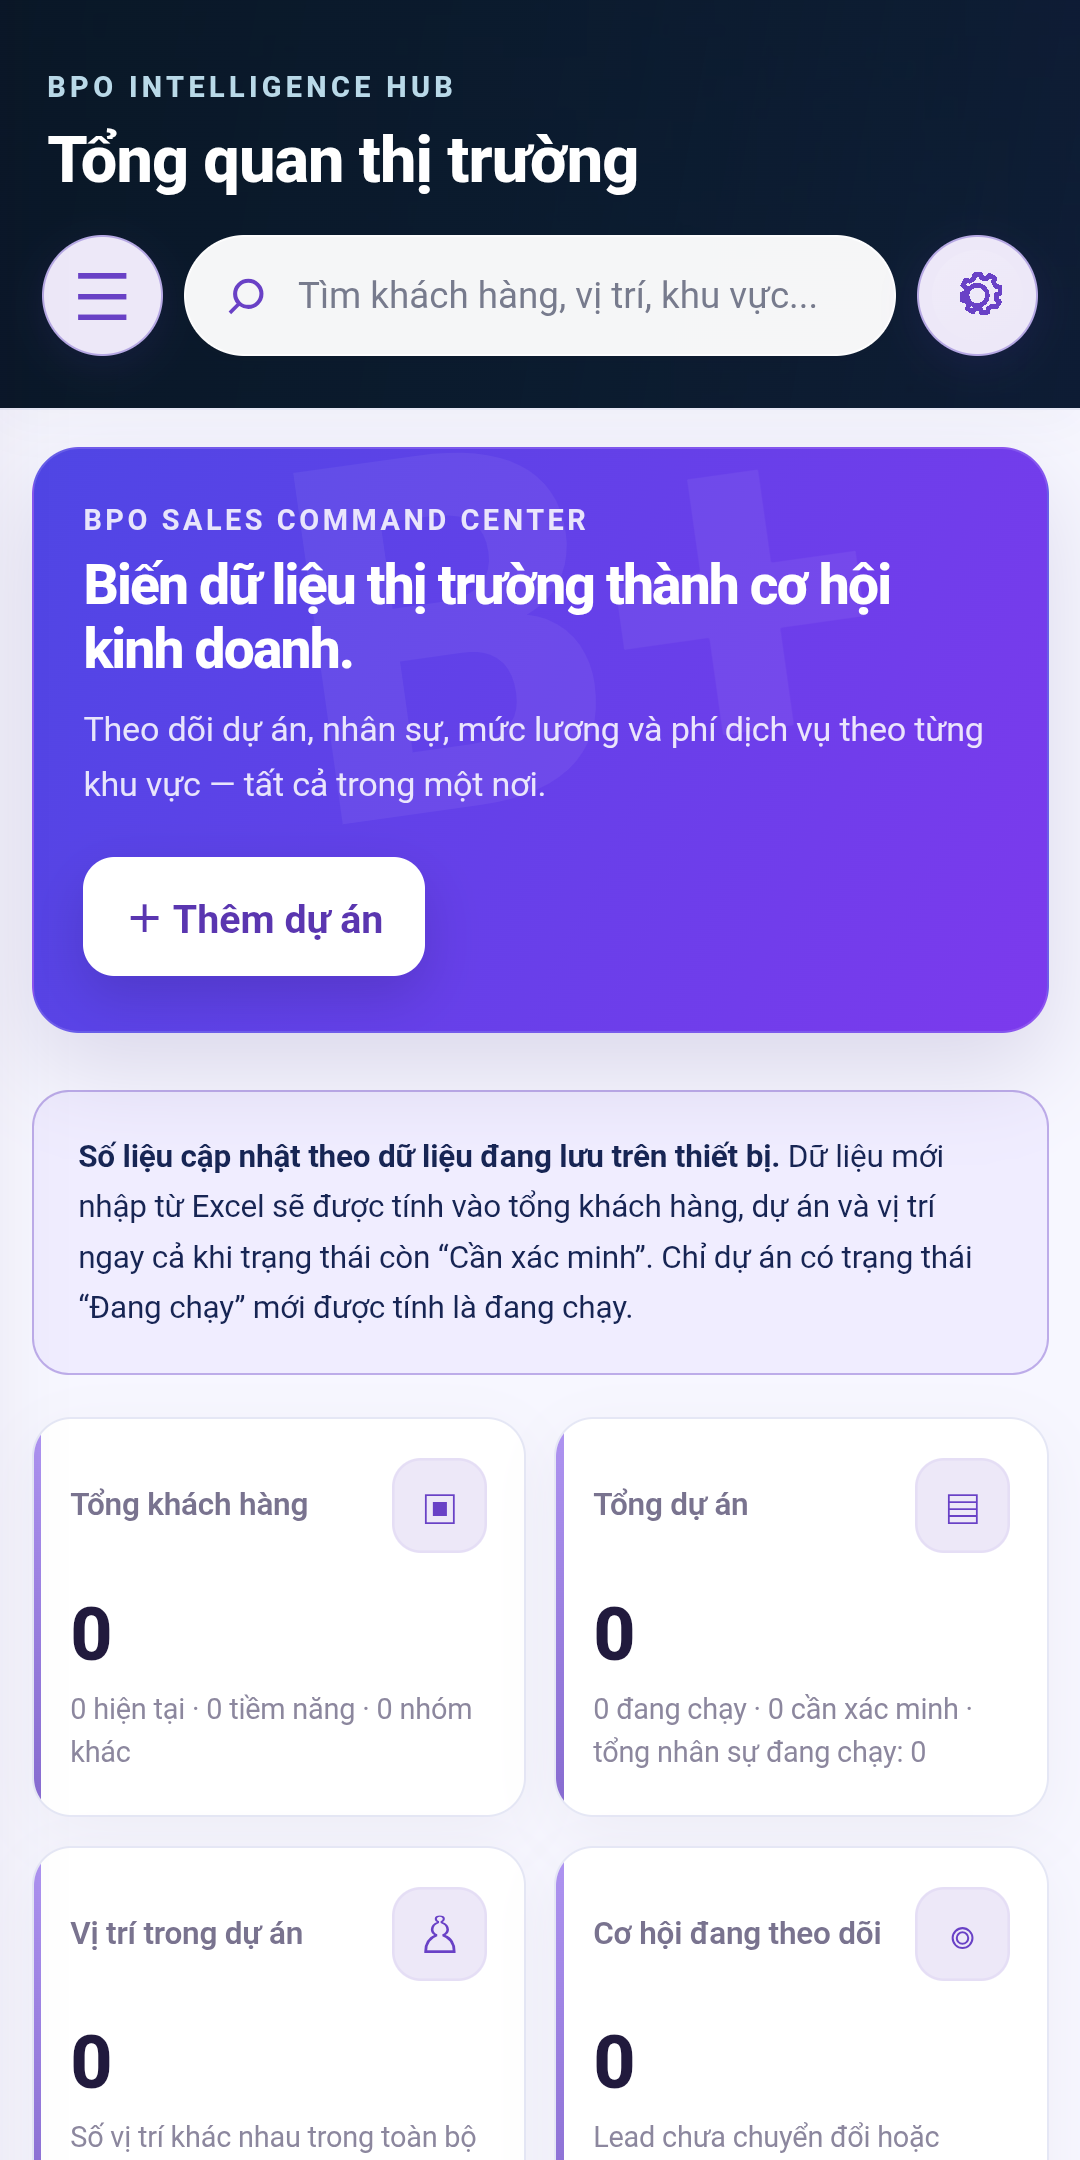 BPO INTELLIGENCE HUB
Tổng quan thị trường
Tìm khách hàng, vị trí, khu vực...
B+
BPO SALES COMMAND CENTER
Biến dữ liệu thị trường thành cơ hội
kinh doanh.
Theo dõi dự án, nhân sự, mức lương và phí dịch vụ theo từng
khu vực — tất cả trong một nơi.
+ Thêm dự án
Số liệu cập nhật theo dữ liệu đang lưu trên thiết bị. Dữ liệu mới
nhập từ Excel sẽ được tính vào tổng khách hàng, dự án và vị trí
ngay cả khi trạng thái còn “Cần xác minh”. Chỉ dự án có trạng thái
“Đang chạy” mới được tính là đang chạy.
Tổng khách hàng
0
0 hiện tại · 0 tiềm năng · 0 nhóm
khác
Tổng dự án
0
0 đang chạy · 0 cần xác minh ·
tổng nhân sự đang chạy: 0
Vị trí trong dự án
0
Số vị trí khác nhau trong toàn bộ
Cơ hội đang theo dõi
0
Lead chưa chuyển đổi hoặc